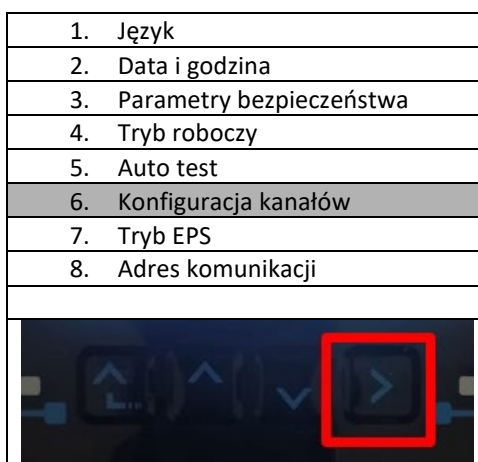 1. Język
2. Data i godzina
3. Parametry bezpieczeństwa
4. Tryb roboczy
5. Auto test
6. Konfiguracja kanałów
7. Tryb EPS
8. Adres komunikacji